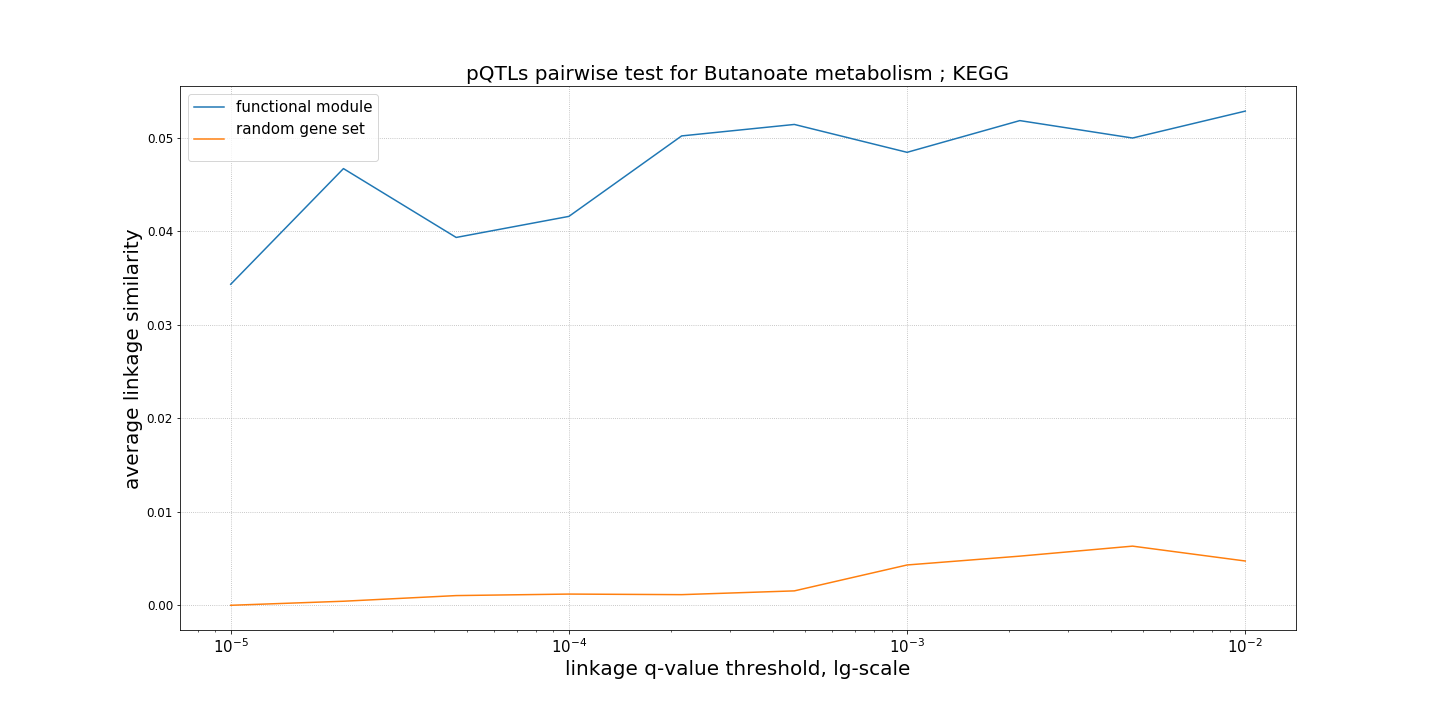 pQTLs pairwise test for Butanoate metabolism ; KEGG
functional module
random gene set
average linkage similarity
0.05
0.04
0.03
0.02
0.01
0.00
10⁻⁵ 10⁻⁴ 10⁻³ 10⁻²
linkage q-value threshold, lg-scale